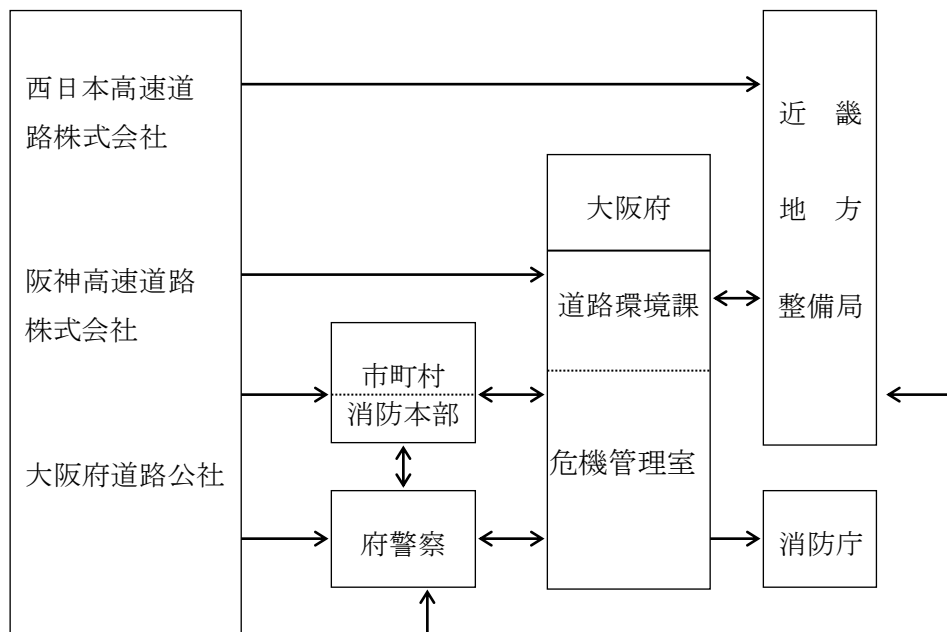 西日本高速道
路株式会社
阪神高速道路
株式会社
大阪府道路公社
市町村
消防本部
府警察
大阪府
道路環境課
危機管理室
近　畿
地　方
整備局
消防庁